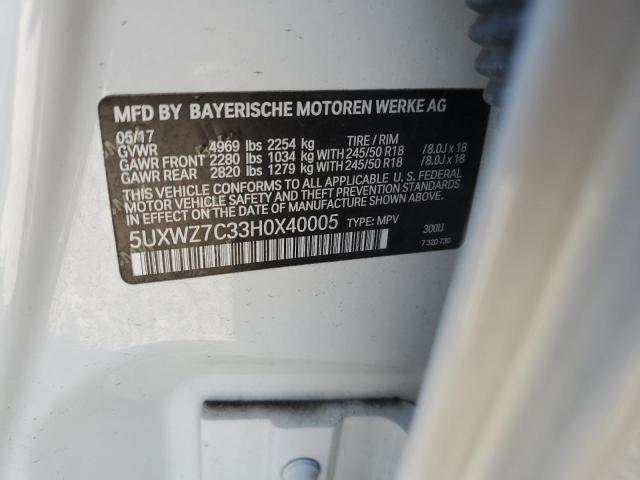 MFD BY BAYERISCHE MOTOREN WERKE AG
05/17
GVWR 4969 lbs 2254 kg TIRE / RIM
GAWR FRONT 2280 lbs 1034 kg WITH 245/50 R18 /8.0J x 18
GAWR REAR 2820 lbs 1279 kg WITH 245/50 R18 /8.0J x 18
THIS VEHICLE CONFORMS TO ALL APPLICABLE U. S. FEDERAL
MOTOR VEHICLE SAFETY AND THEFT PREVENTION STANDARDS
IN EFFECT ON THE DATE OF MANUFACTURE SHOWN ABOVE.
5UXWZ7C33H0X40005 TYPE: MPV 300U
7 320 730